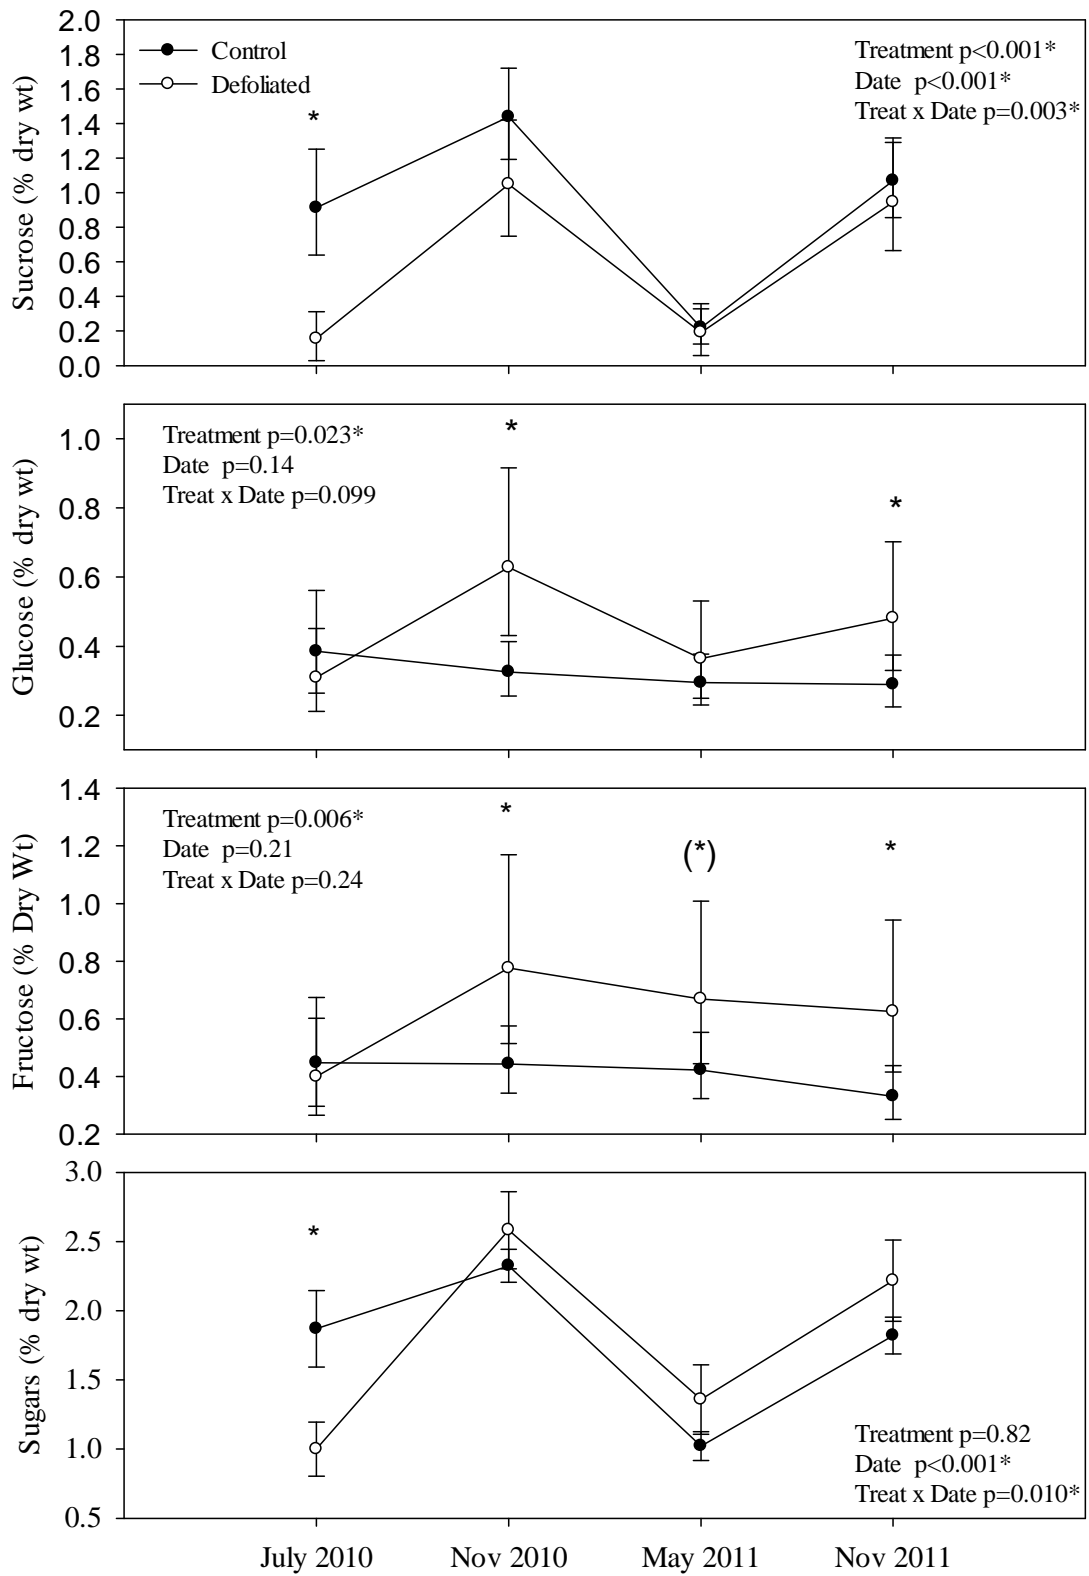 Sucrose (% dry wt)
2.0
1.8
1.6
1.4
1.2
1.0
0.8
0.6
0.4
0.2
0.0
Control
Defoliated
*
Treatment p<0.001*
Date p<0.001*
Treat x Date p=0.003*
Glucose (% dry wt)
1.0
0.8
0.6
0.4
0.2
Treatment p=0.023*
Date p=0.14
Treat x Date p=0.099
*
*
Fructose (% Dry Wt)
1.4
1.2
1.0
0.8
0.6
0.4
0.2
Treatment p=0.006*
Date p=0.21
Treat x Date p=0.24
*
(*)
*
Sugars (% dry wt)
3.0
2.5
2.0
1.5
1.0
0.5
*
Treatment p=0.82
Date p<0.001*
Treat x Date p=0.010*
July 2010
Nov 2010
May 2011
Nov 2011